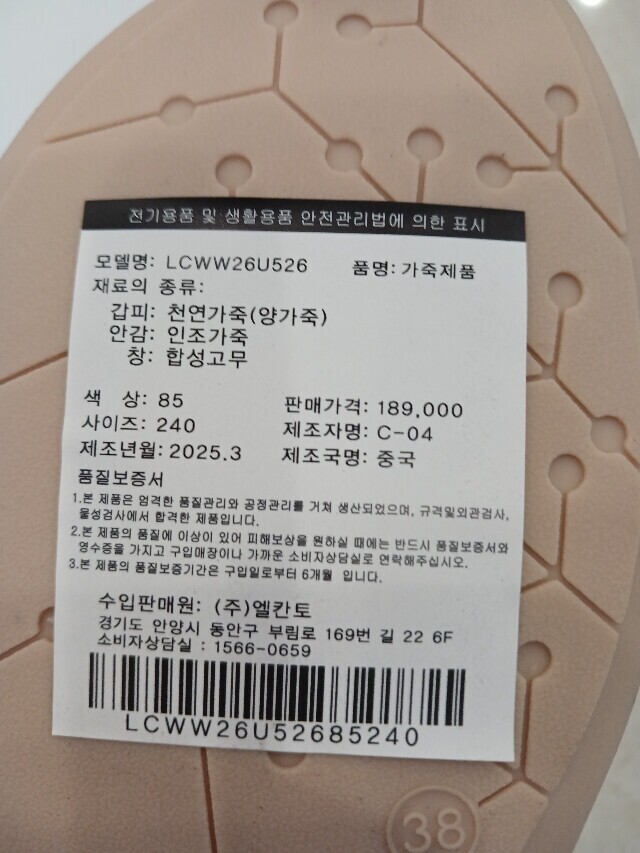 전기용품 및 생활용품 안전관리법에 의한 표시
모델명: LCWW26U526 품명: 가죽제품
재료의 종류:
갑피: 천연가죽(양가죽)
안감: 인조가죽
창: 합성고무
색 상: 85 판매가격: 189,000
사이즈: 240 제조자명: C-04
제조년월: 2025.3 제조국명: 중국
품질보증서
1.본 제품은 엄격한 품질관리와 공정관리를 거쳐 생산되었으며, 규격및외관검사,
물성검사에서 합격한 제품입니다.
2.본 제품의 품질에 이상이 있어 피해보상을 원하실 때에는 반드시 품질보증서와
영수증을 가지고 구입매장이나 가까운 소비자상담실로 연락해주십시오.
3.본 제품의 품질보증기간은 구입일로부터 6개월 입니다.
수입판매원: (주)엘칸토
경기도 안양시 동안구 부림로 169번 길 22 6F
소비자상담실 : 1566-0659
LCWW26U52685240
38